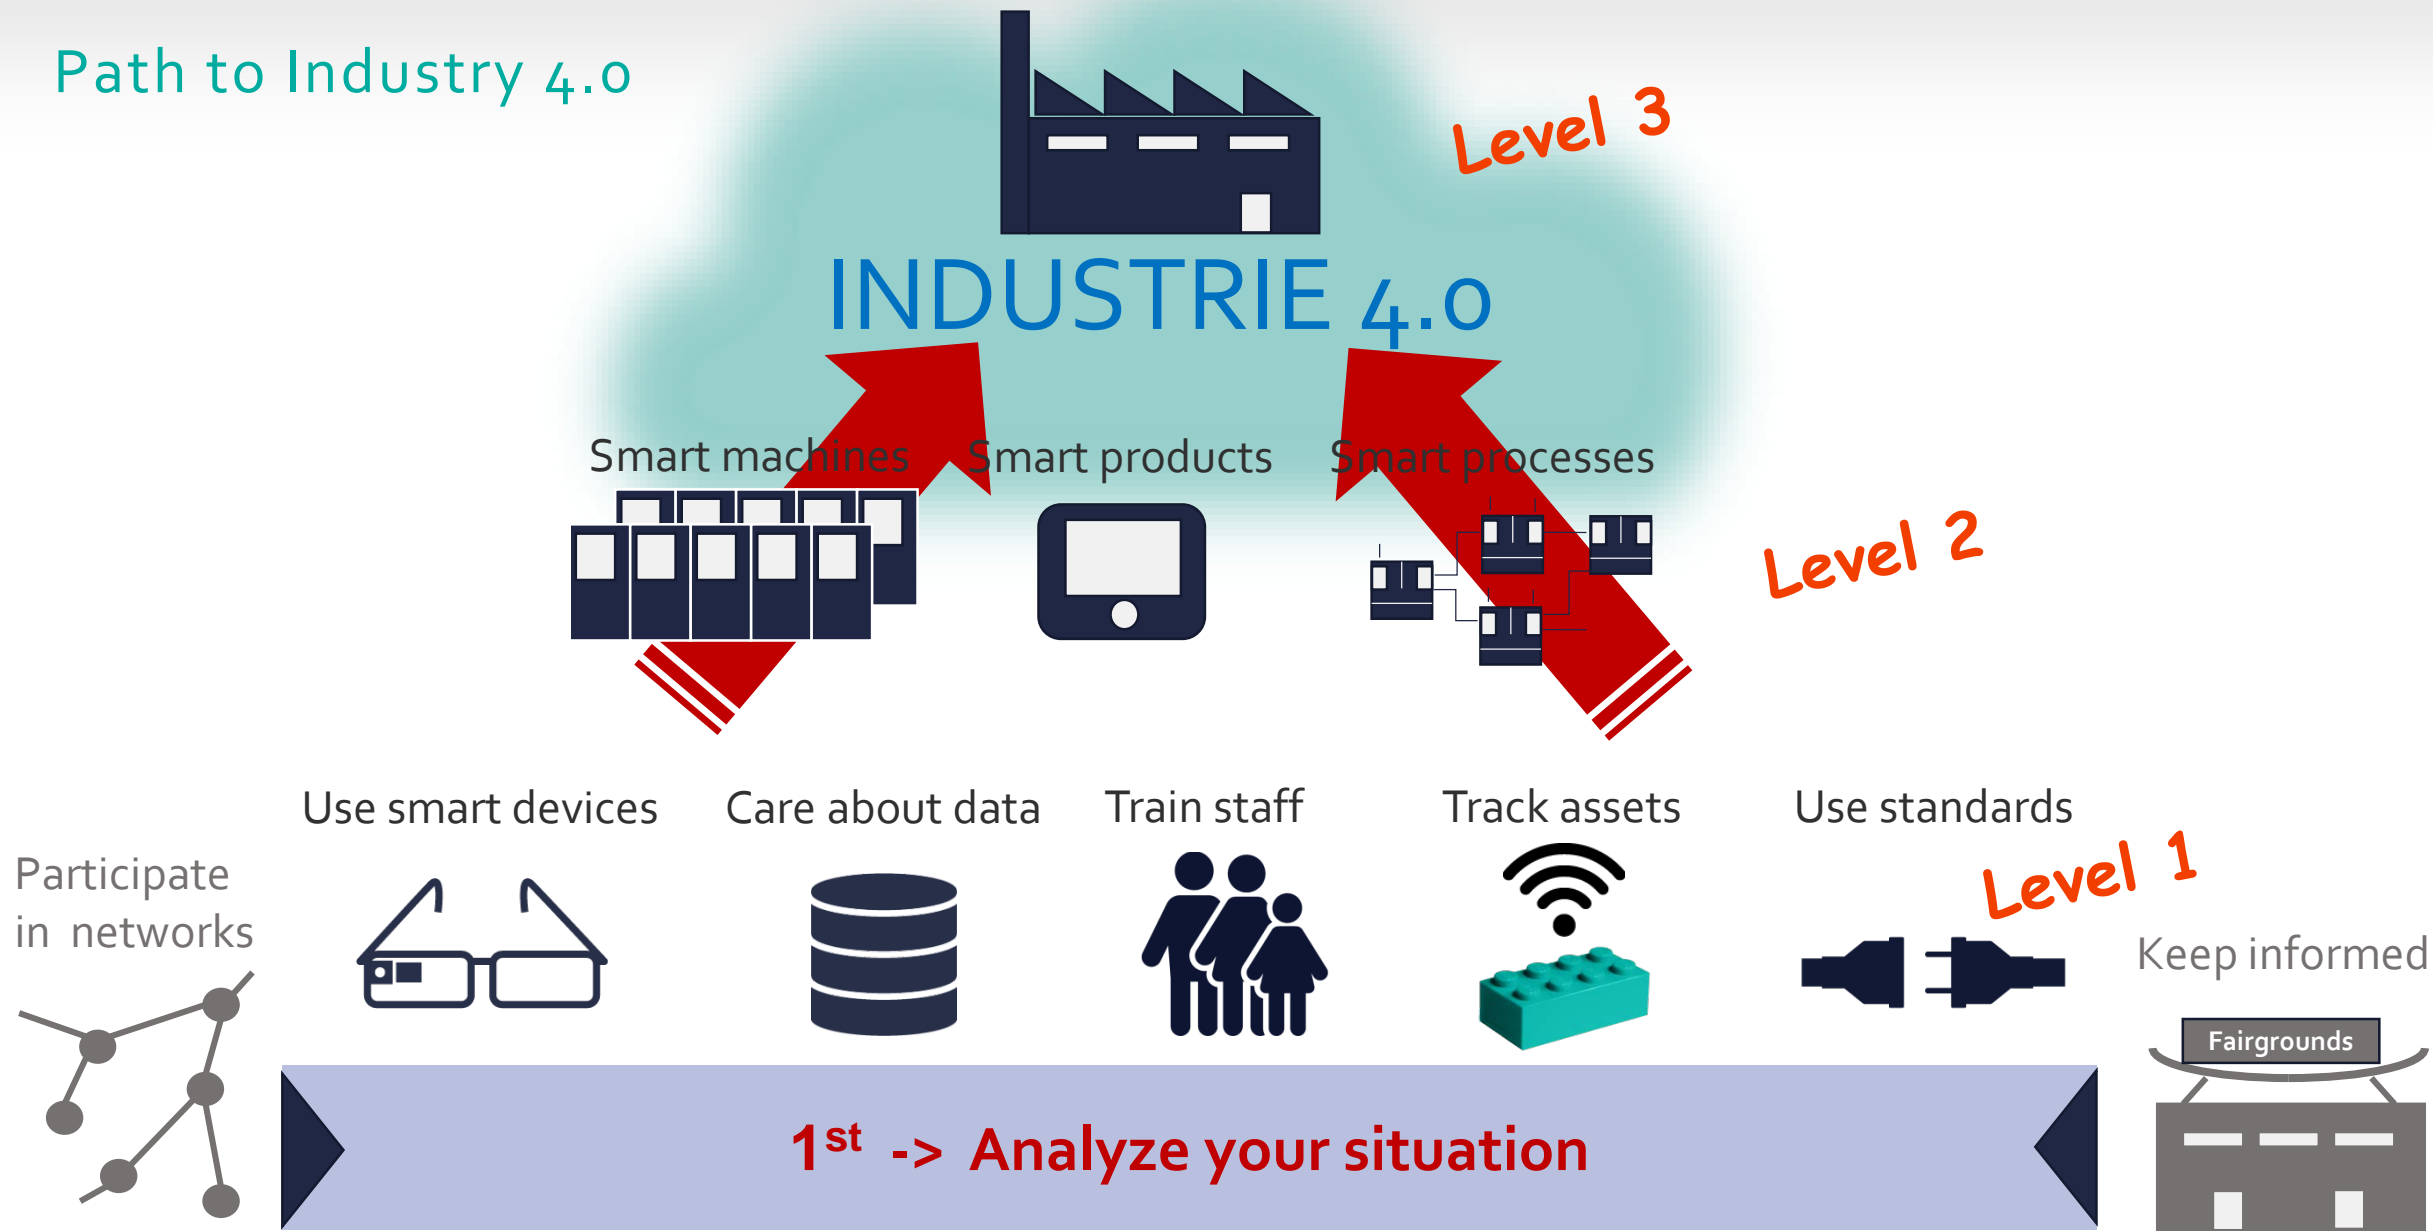 Path to Industry 4.0
Level 3
INDUSTRIE 4.0
Smart machines
Smart products
Smart processes
Level 2
Use smart devices
Care about data
Train staff
Track assets
Use standards
Level 1
Participate
in networks
Keep informed
Fairgrounds
1st -> Analyze your situation